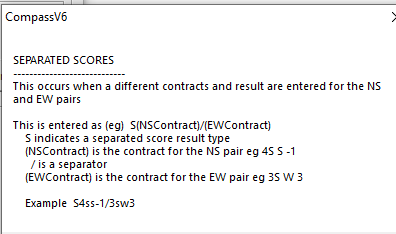 CompassV6
SEPARATED SCORES
----------------------------
This occurs when a different contracts and result are entered for the NS
and EW pairs
This is entered as (eg)  S(NSContract)/(EWContract)
S indicates a separated score result type
(NSContract) is the contract for the NS pair eg 4S S -1
/ is a separator
(EWContract) is the contract for the EW pair eg 3S W 3
Example  S4ss-1/3sw3